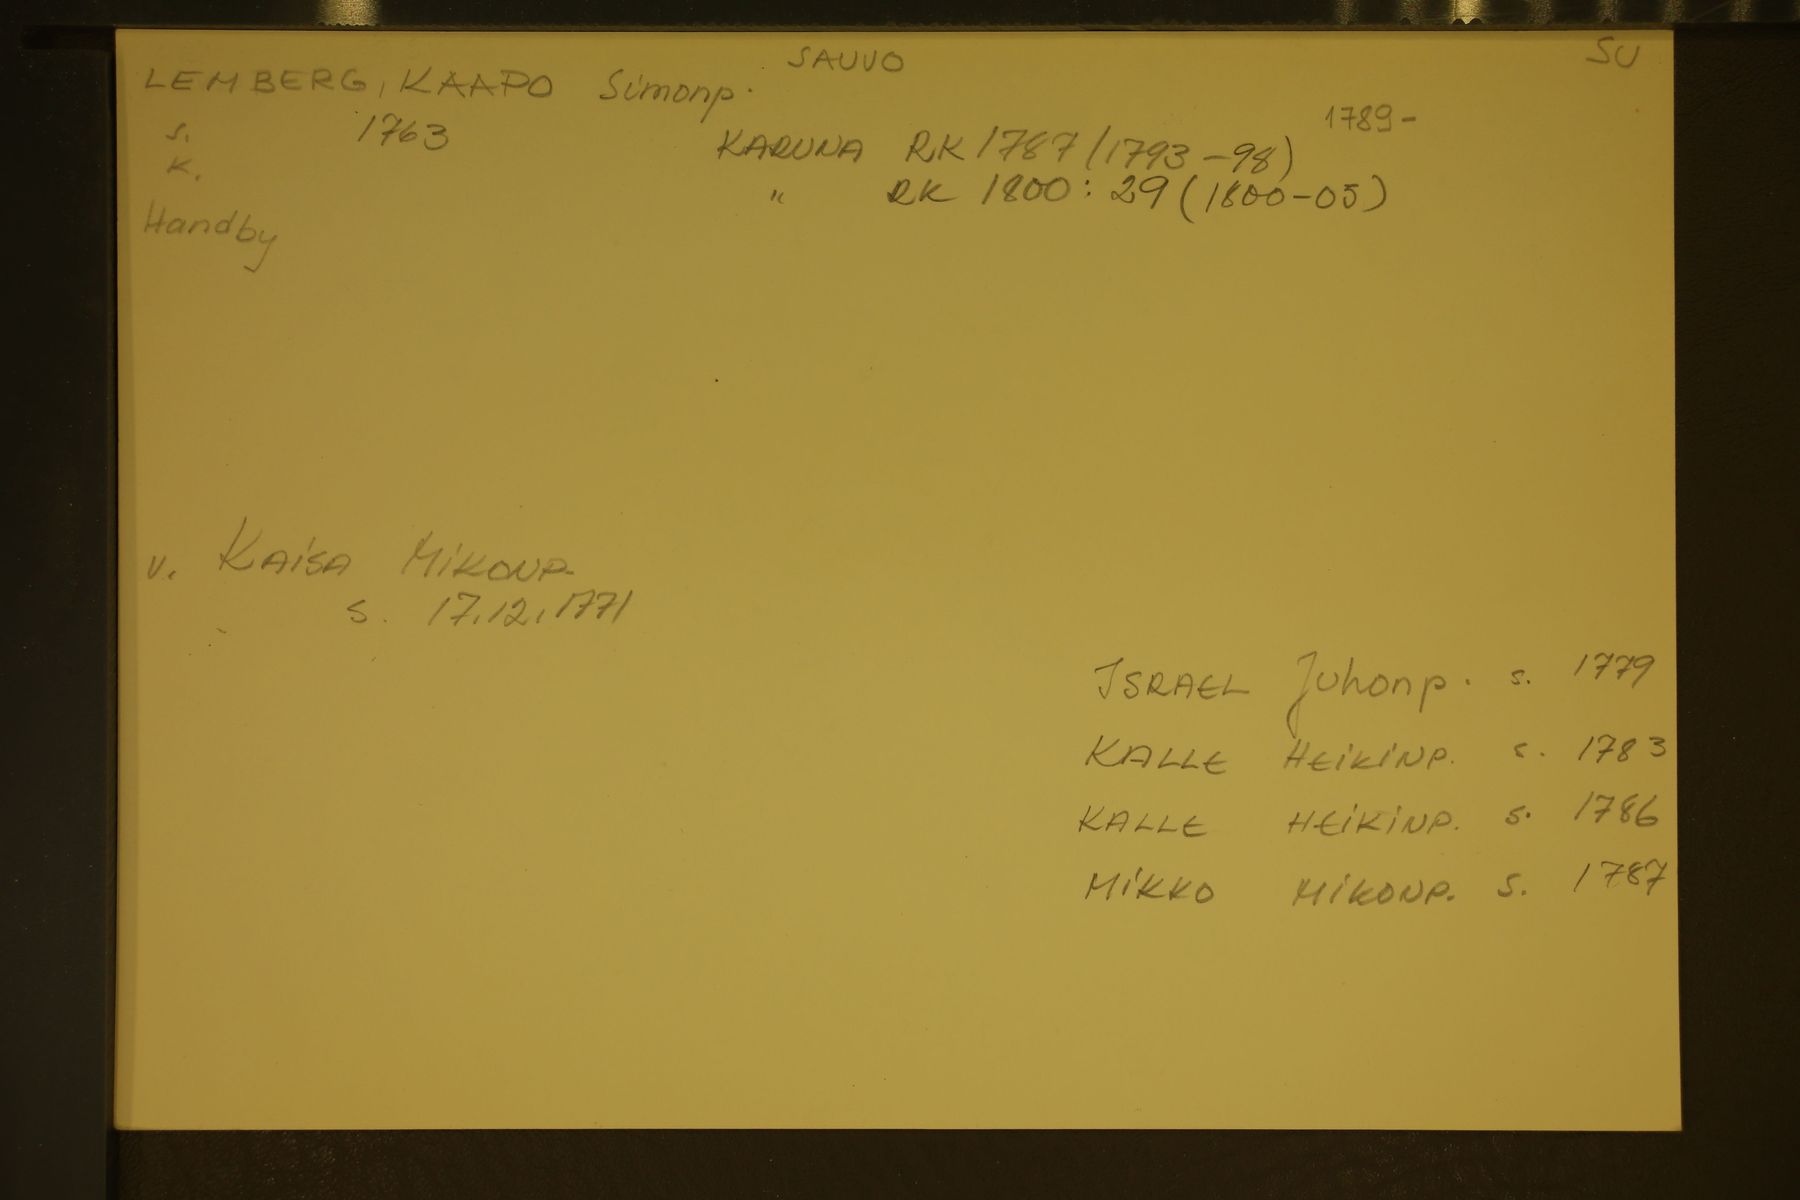 SAUVO
SU
LEMBERG, KAAPO Simonp.
s. 1763
1789-
k.
KARUNA RK 1787 (1793-98)
" RK 1800: 29 (1800-05)
Handby
v. KAISA MIKONP.
s. 17.12.1771
ISRAEL Juhonp. s. 1779
KALLE HEIKINP. s. 1783
KALLE HEIKINP. s. 1786
MIKKO MIKONP. s. 1787